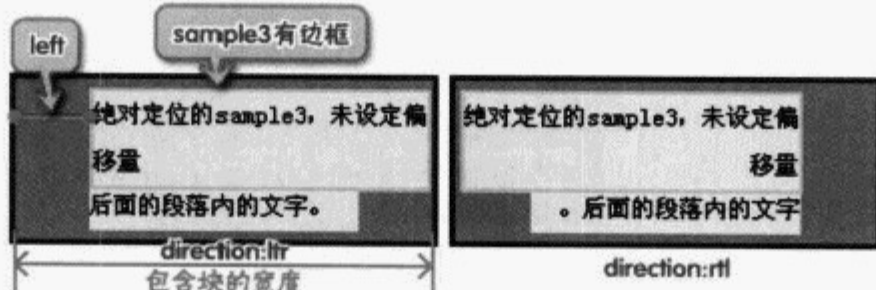 left
sample3有边框
绝对定位的sample3，未设定偏
移量
后面的段落内的文字。
direction:ltr
包含块的宽度
绝对定位的sample3，未设定偏
移量
。后面的段落内的文字
direction:rtl